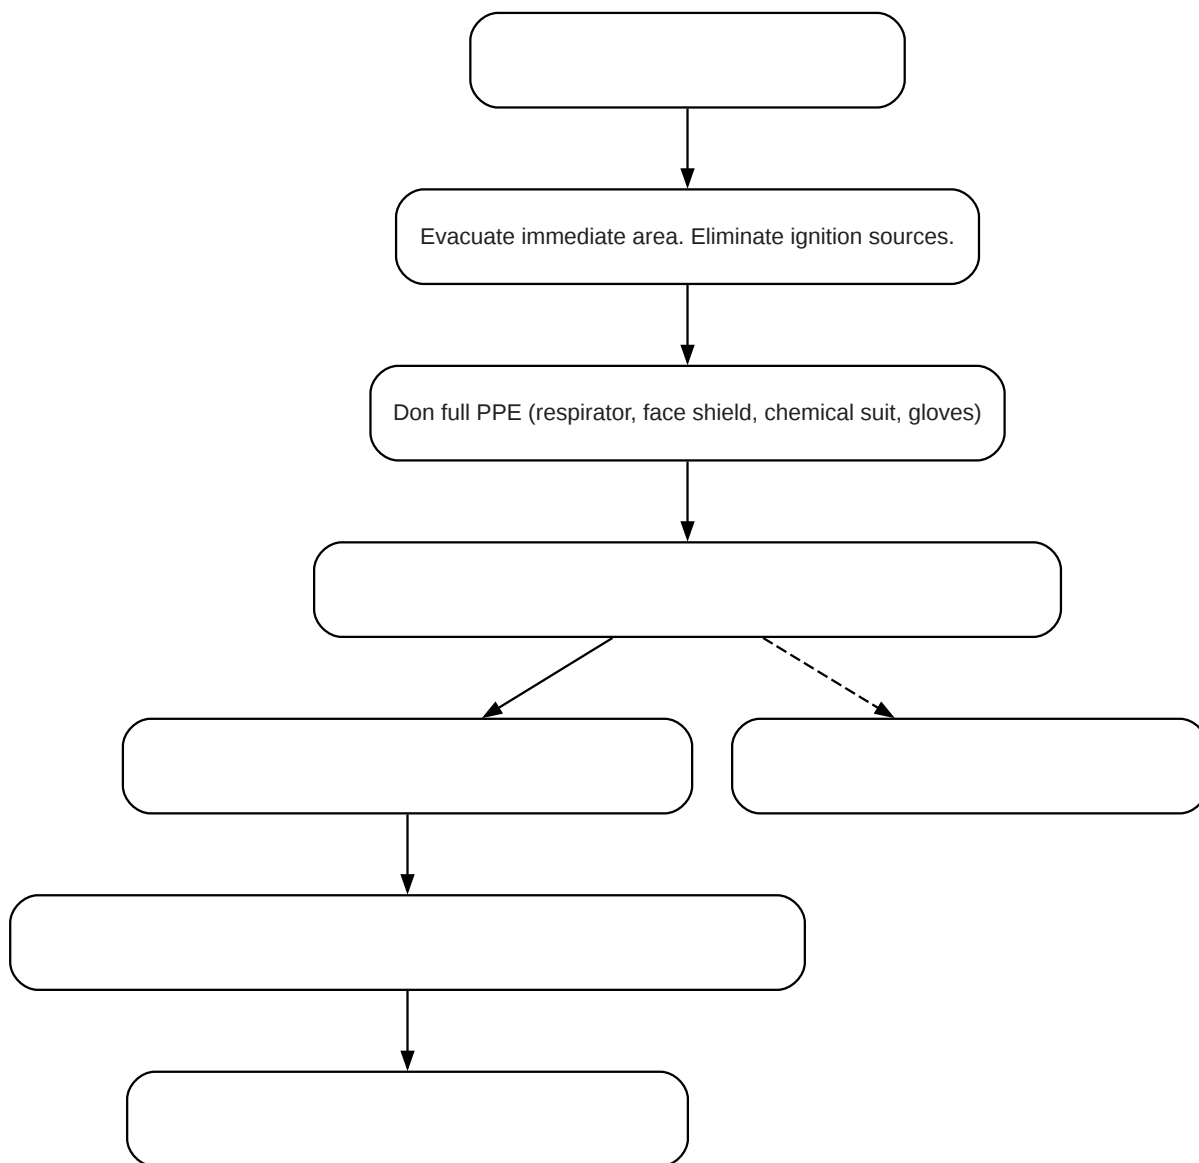 Evacuate immediate area. Eliminate ignition sources.
Don full PPE (respirator, face shield, chemical suit, gloves)